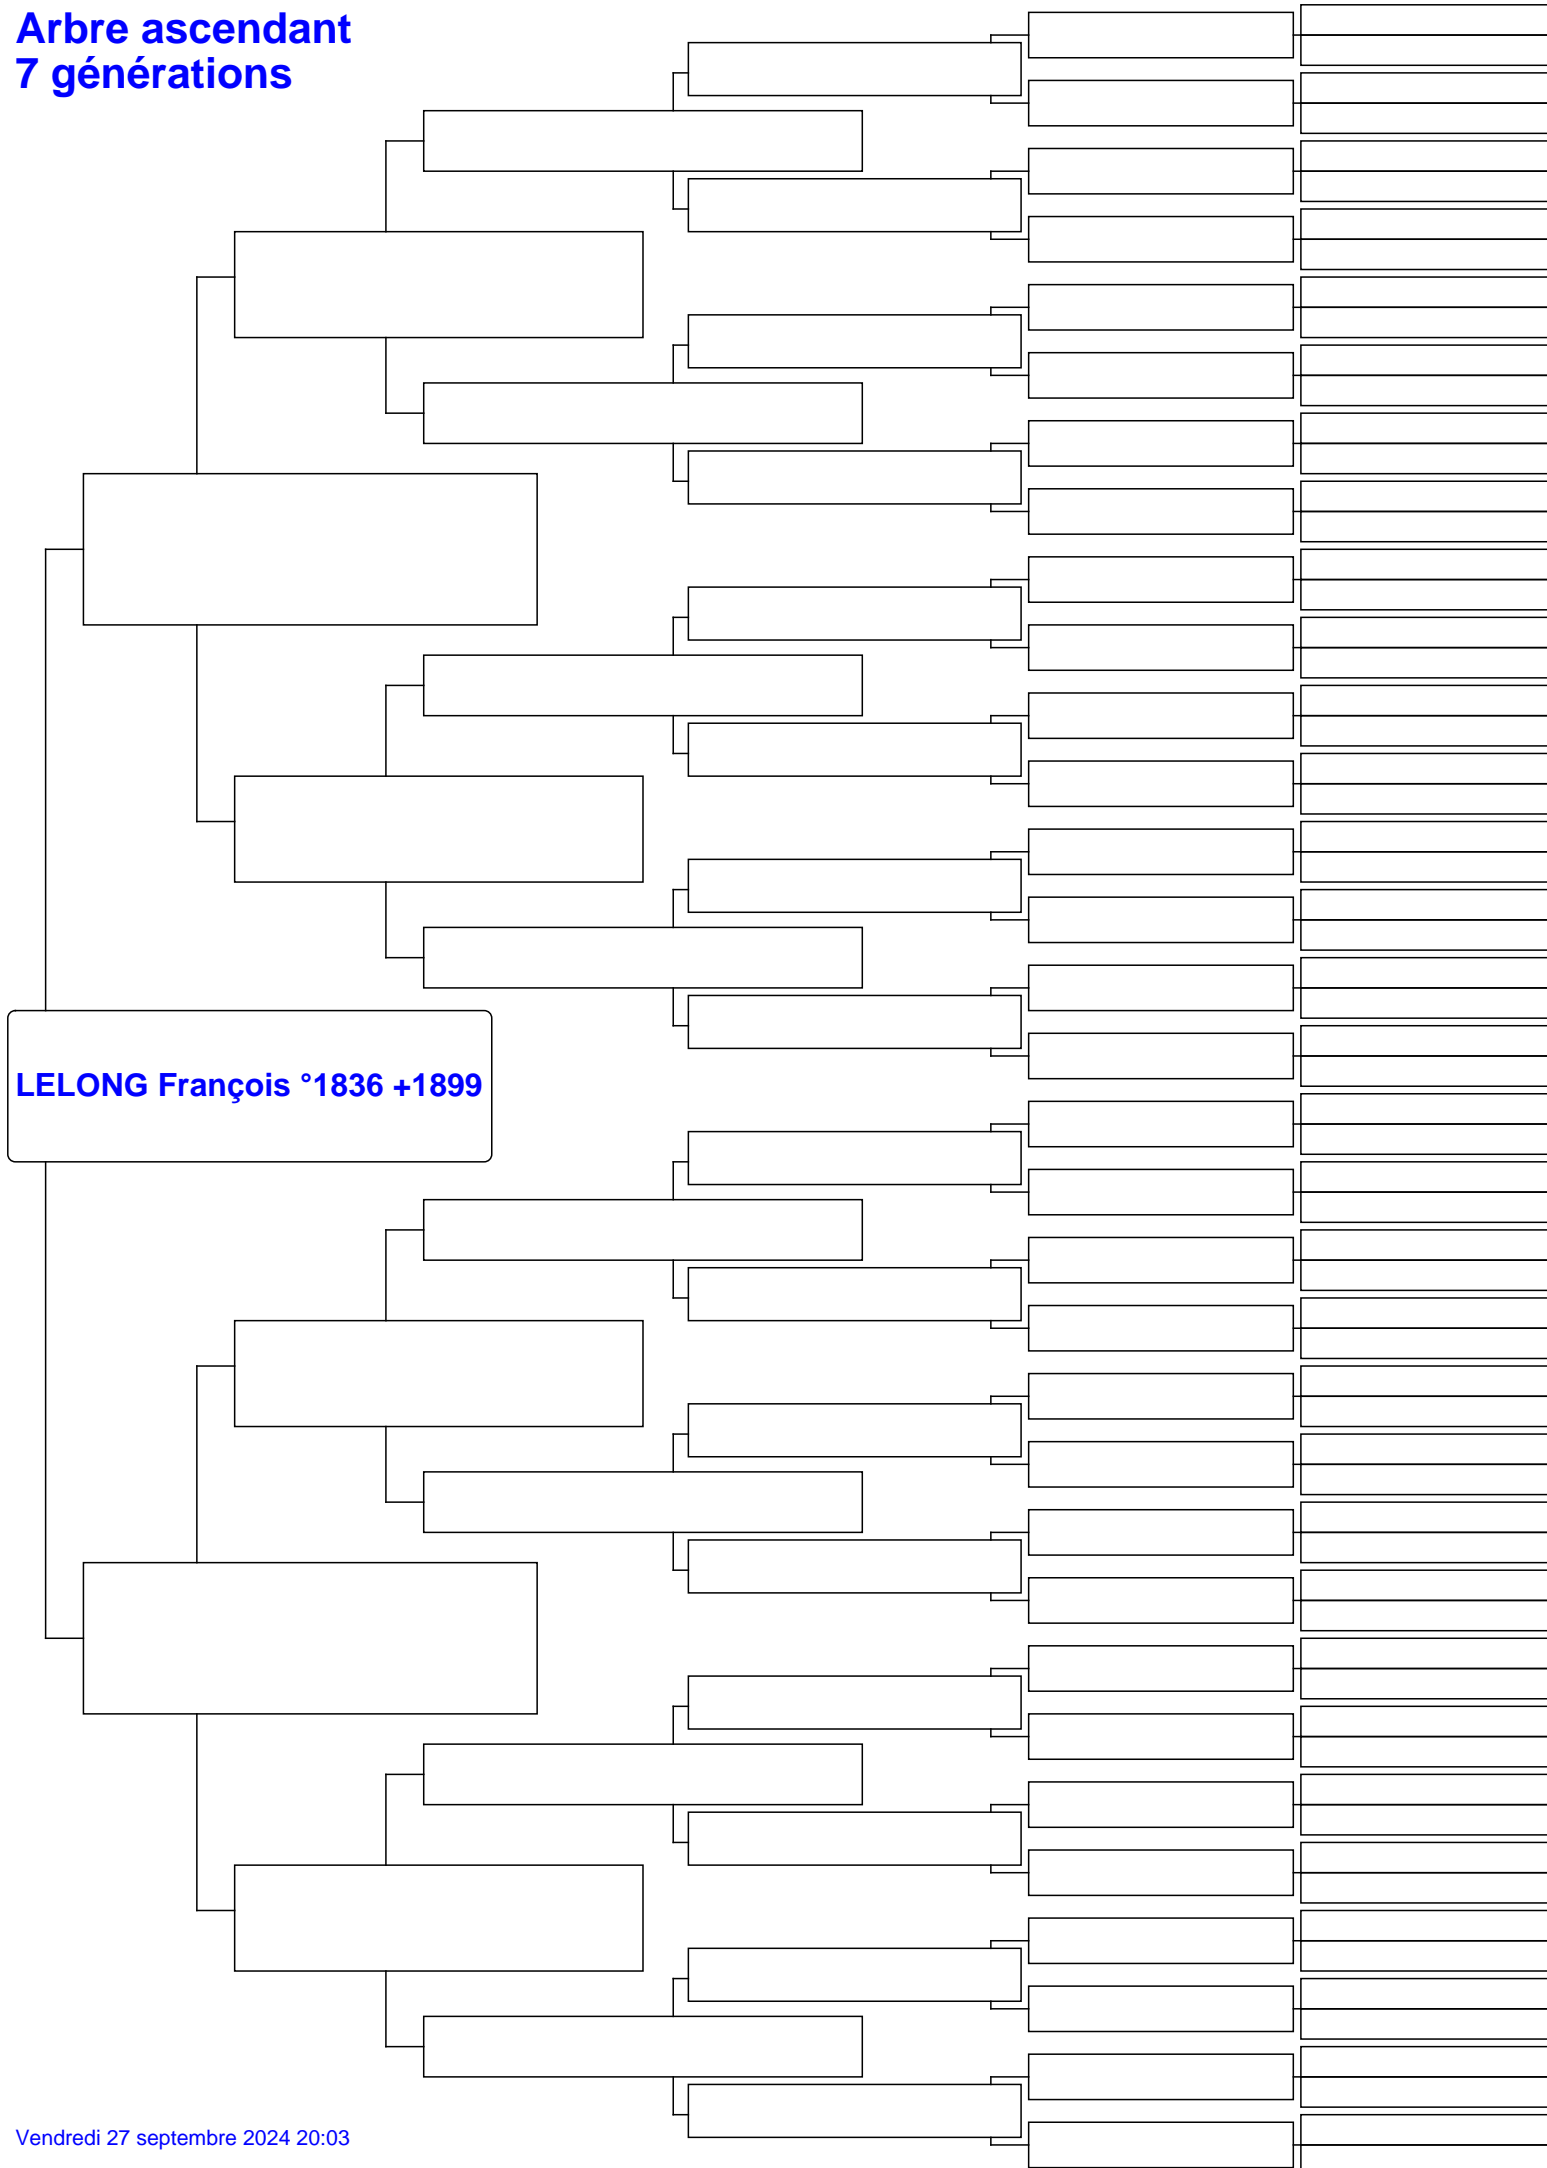 Arbre ascendant
7 générations
LELONG François °1836 +1899
Vendredi 27 septembre 2024 20:03